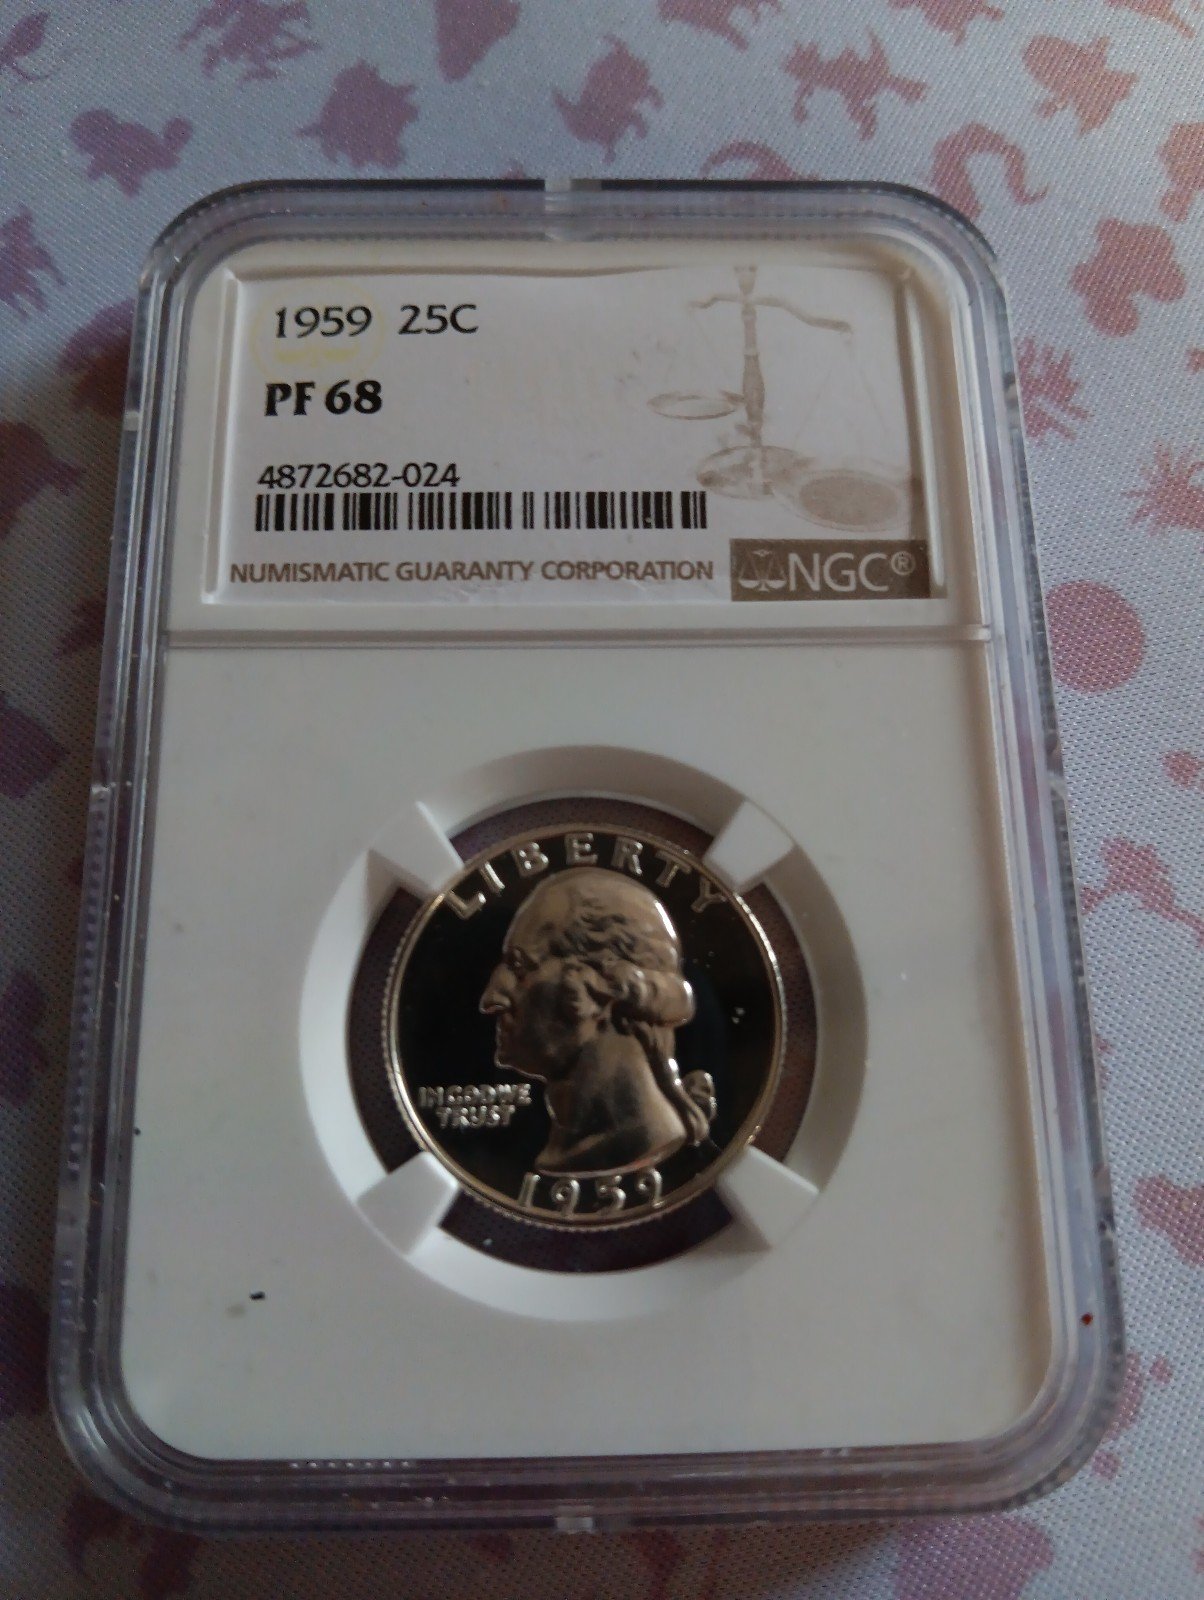 1959 25C
PF 68
4872682-024
NUMISMATIC GUARANTY CORPORATION
NGC®
LIBERTY
IN GOD WE
TRUST
1959